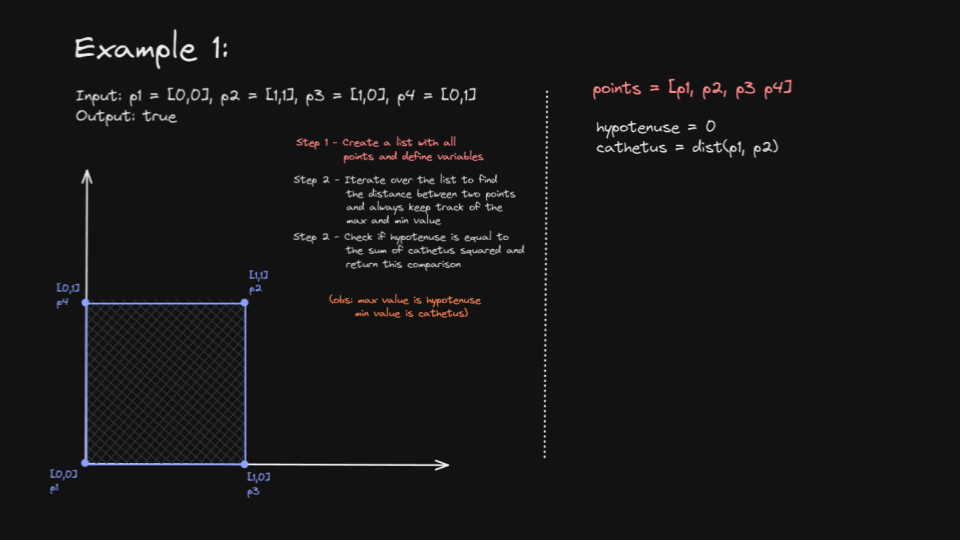 Example 1:
Input: p1 = [0,0], p2 = [1,1], p3 = [1,0], p4 = [0,1]
Output: true
Step 1 - Create a list with all
points and define variables
Step 2 - Iterate over the list to find
the distance between two points
and always keep track of the
max and min value
Step 2 - Check if hypotenuse is equal to
the sum of cathetus squared and
return this comparison
(obs: max value is hypotenuse
min value is cathetus)
[0,1]
p4
[1,1]
p2
[0,0]
p1
[1,0]
p3
points = [p1, p2, p3 p4]
hypotenuse = 0
cathetus = dist(p1, p2)